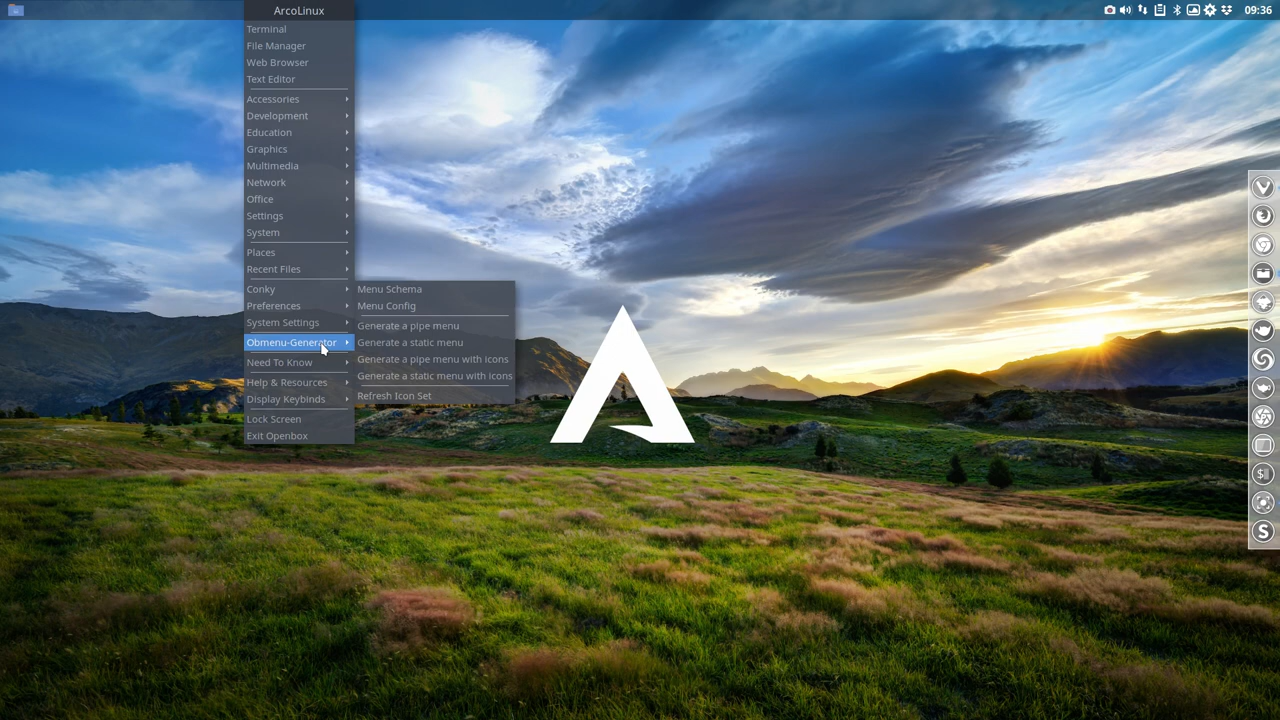 ArcoLinux
09:36
Terminal
File Manager
Web Browser
Text Editor
Accessories
Development
Education
Graphics
Multimedia
Network
Office
Settings
System
Places
Recent Files
Conky
Preferences
System Settings
Obmenu-Generator
Need To Know
Help & Resources
Display Keybinds
Lock Screen
Exit Openbox
Menu Schema
Menu Config
Generate a pipe menu
Generate a static menu
Generate a pipe menu with icons
Generate a static menu with icons
Refresh Icon Set
$
S